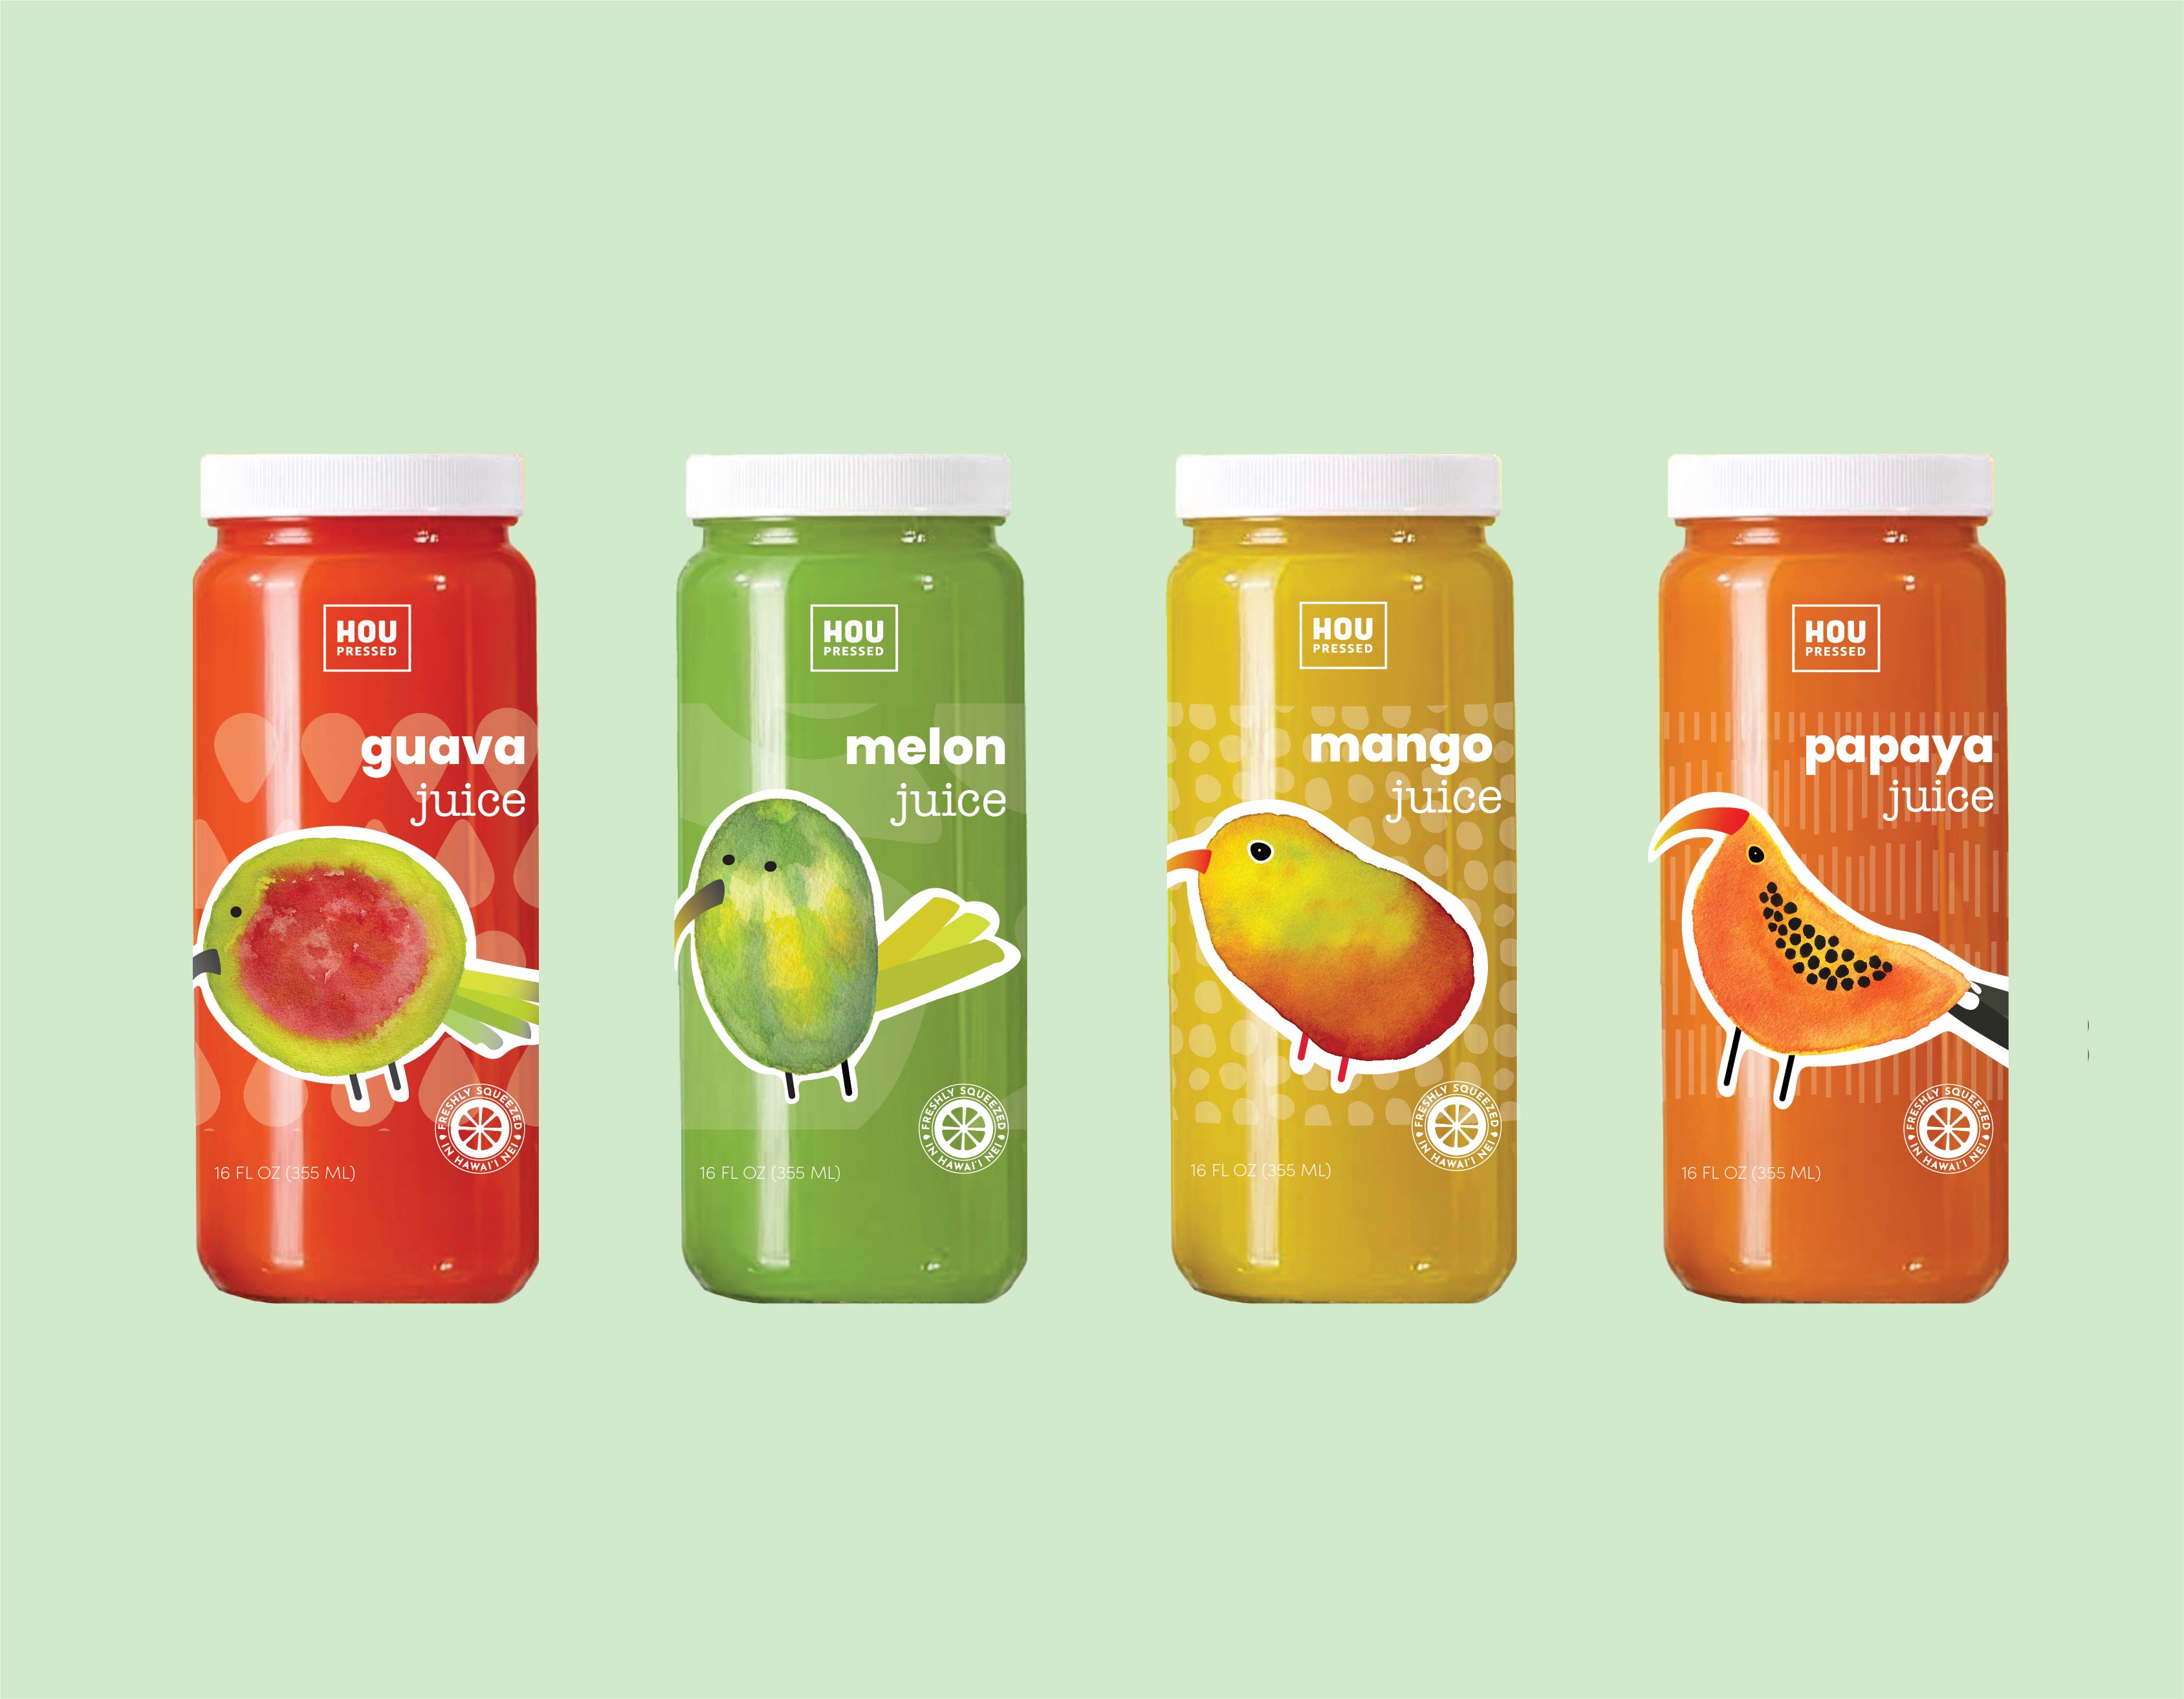 HOU
PRESSED
guava
juice
FRESHLY SQUEEZED
IN HAWAI'I NEI
16 FL OZ (355 ML)
HOU
PRESSED
melon
juice
FRESHLY SQUEEZED
IN HAWAI'I NEI
16 FL OZ (355 ML)
HOU
PRESSED
mango
juice
FRESHLY SQUEEZED
IN HAWAI'I NEI
16 FL OZ (355 ML)
HOU
PRESSED
papaya
juice
FRESHLY SQUEEZED
IN HAWAI'I NEI
16 FL OZ (355 ML)